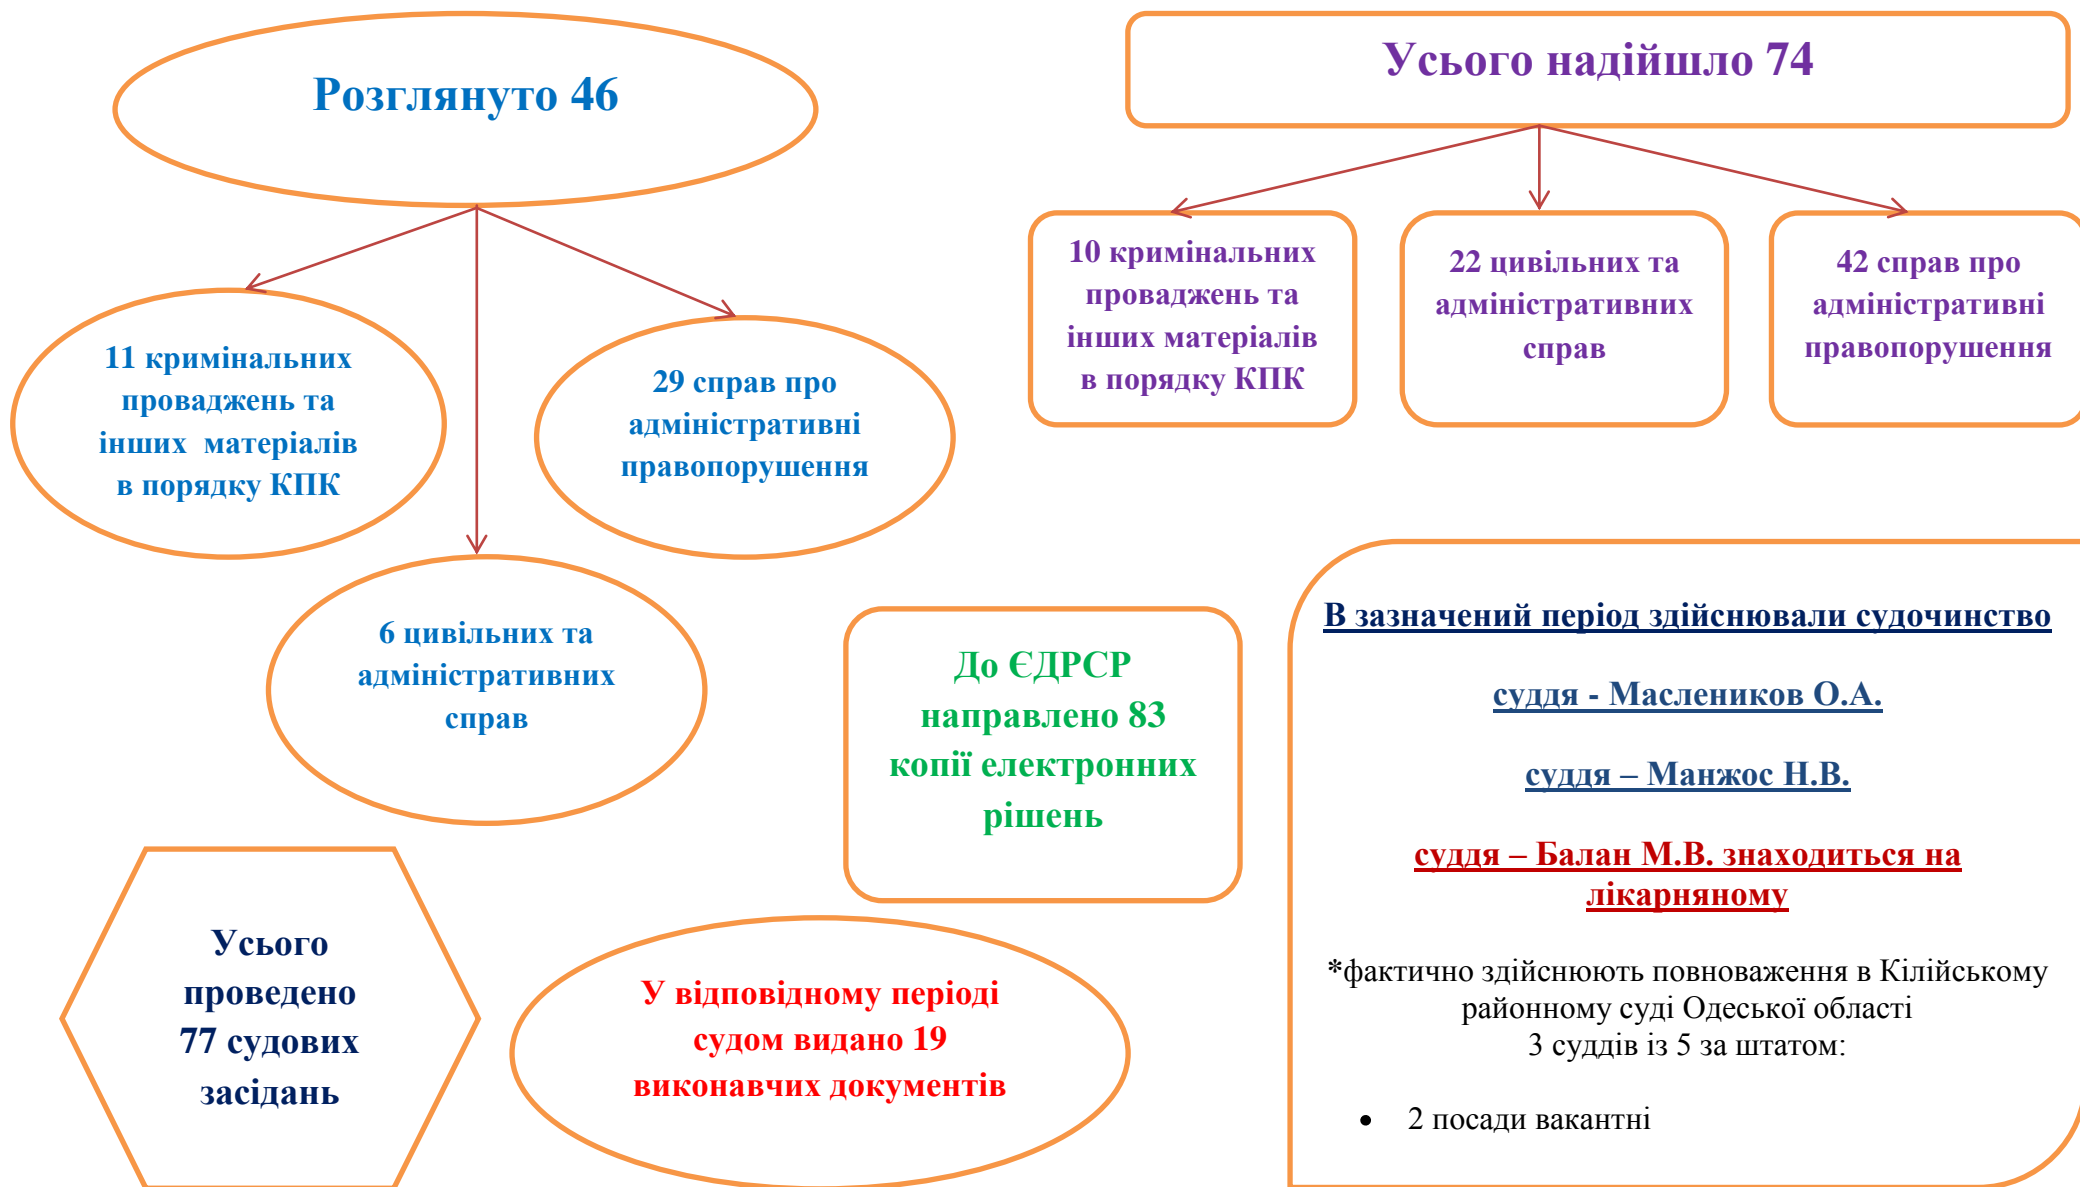 Розглянуто 46
11 кримінальних
проваджень та
інших матеріалів
в порядку КПК
29 справ про
адміністративні
правопорушення
6 цивільних та
адміністративних
справ
Усього надійшло 74
10 кримінальних
проваджень та
інших матеріалів
в порядку КПК
22 цивільних та
адміністративних
справ
42 справ про
адміністративні
правопорушення
До ЄДРСР
направлено 83
копії електронних
рішень
Усього
проведено
77 судових
засідань
У відповідному періоді
судом видано 19
виконавчих документів
В зазначений період здійснювали судочинство
суддя - Маслеников О.А.
суддя – Манжос Н.В.
суддя – Балан М.В. знаходиться на
лікарняному
*фактично здійснюють повноваження в Кілійському
районному суді Одеської області
3 суддів із 5 за штатом:
• 2 посади вакантні